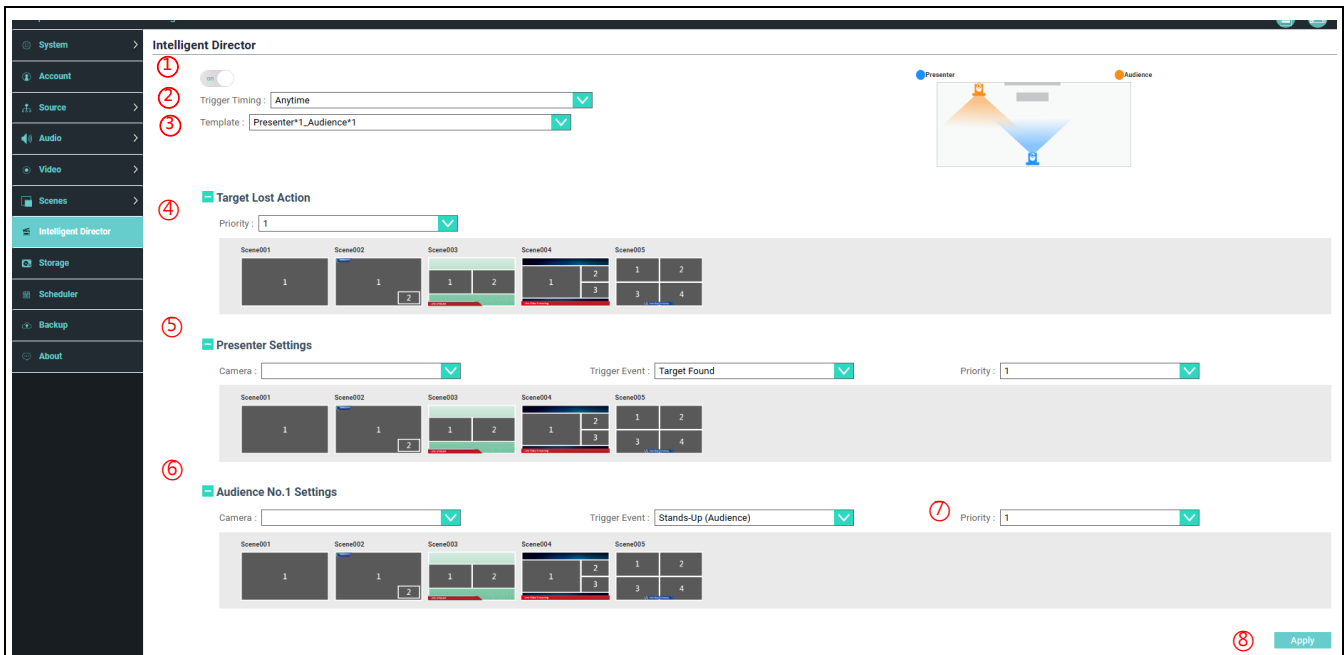 System
Intelligent Director
1
on
Presenter
Audience
Account
2
Trigger Timing : Anytime
Source
3
Template : Presenter*1_Audience*1
Audio
Video
Scenes
4
Target Lost Action
Priority : 1
Intelligent Director
Scene001 Scene002 Scene003 Scene004 Scene005
1 1 2 1 2 1 2 3 1 2 3 4
Storage
Scheduler
Backup
5
Presenter Settings
About
Camera : Trigger Event : Target Found Priority : 1
Scene001 Scene002 Scene003 Scene004 Scene005
1 1 2 1 2 1 2 3 1 2 3 4
6
Audience No.1 Settings
Camera : Trigger Event : Stands-Up (Audience) 7 Priority : 1
Scene001 Scene002 Scene003 Scene004 Scene005
1 1 2 1 2 1 2 3 1 2 3 4
8 Apply